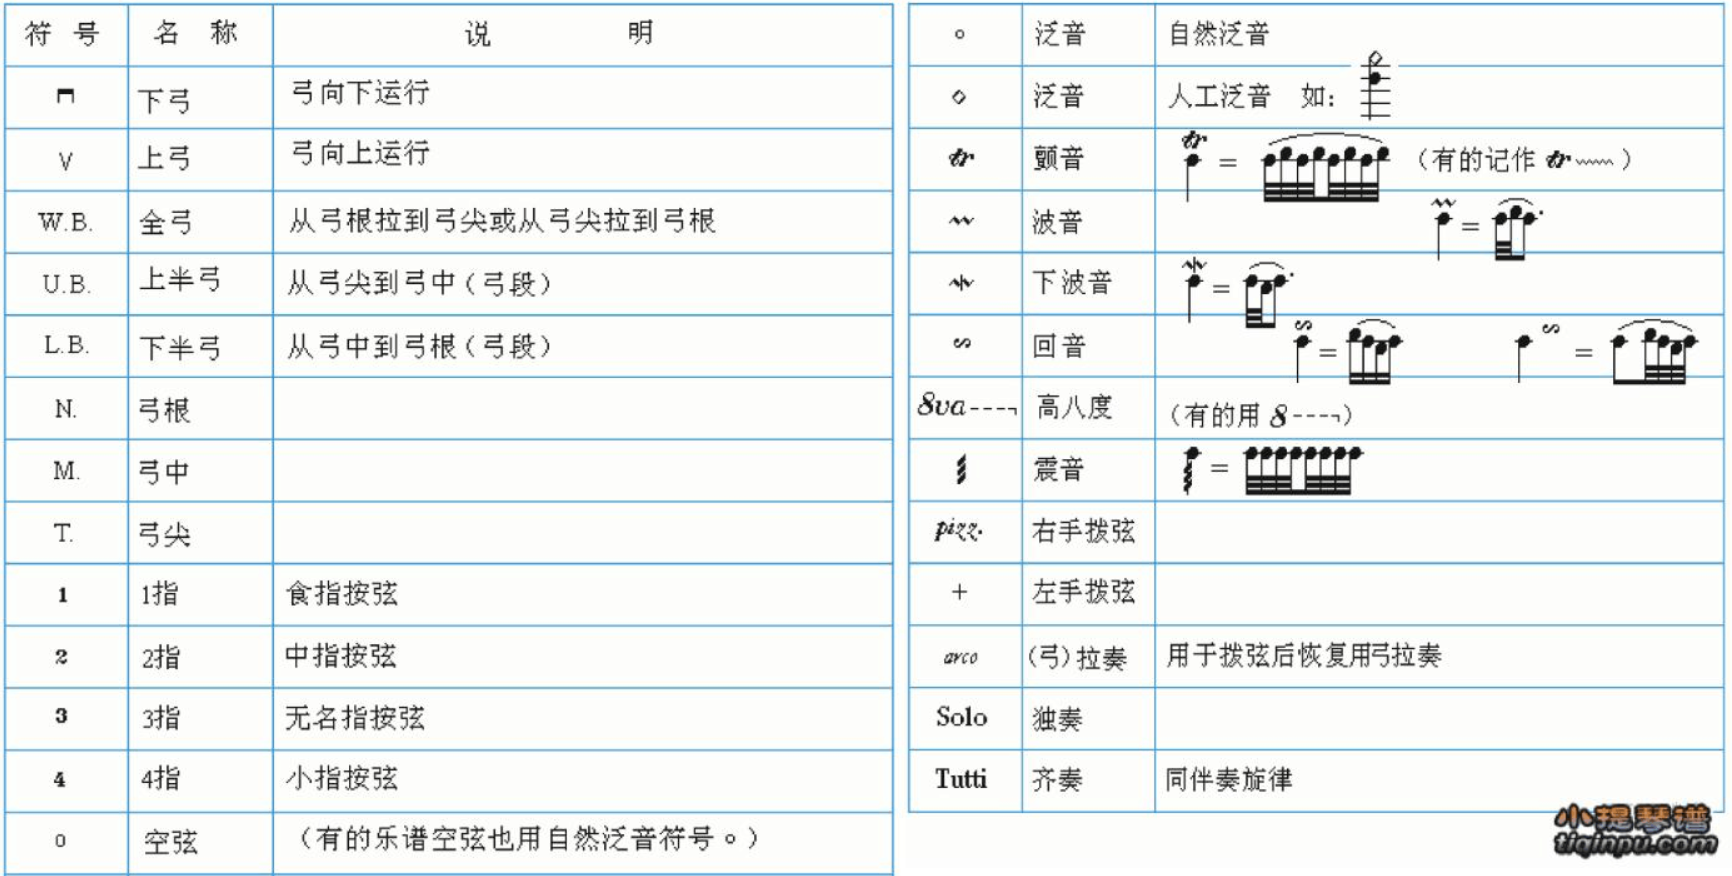 符 号 名 称 说 明
下弓 弓向下运行
V 上弓 弓向上运行
W.B. 全弓 从弓根拉到弓尖或从弓尖拉到弓根
U.B. 上半弓 从弓尖到弓中（弓段）
L.B. 下半弓 从弓中到弓根（弓段）
N. 弓根
M. 弓中
T. 弓尖
1 1指 食指按弦
2 2指 中指按弦
3 3指 无名指按弦
4 4指 小指按弦
0 空弦 （有的乐谱空弦也用自然泛音符号 o ）
o 泛音 自然泛音
◇ 泛音 人工泛音 如：
tr 颤音 tr = （有的记作 tr﹏﹏）
波音 =
下波音 =
回音 = =
8va----¬ 高八度 （有的用 8----¬）
震音 =
pizz. 右手拨弦
+ 左手拨弦
arco (弓)拉奏 用于拨弦后恢复用弓拉奏
Solo 独奏
Tutti 齐奏 同伴奏旋律
小提琴谱
tiqinpu.com